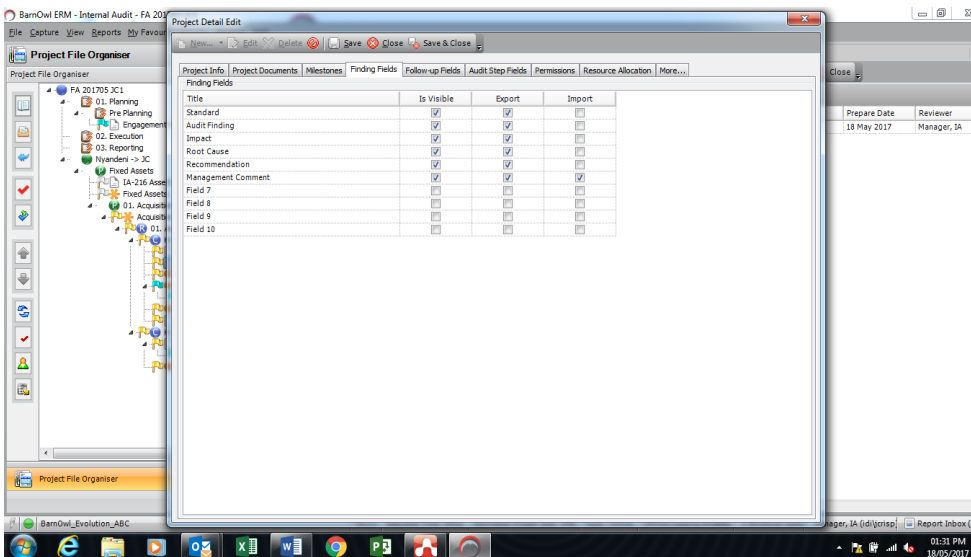 BarnOwl ERM - Internal Audit - FA 201
File Capture View Reports My Favour
Project File Organiser
Project File Organiser
FA 201705 JC1
01. Planning
Pre Planning
Engagement
02. Execution
03. Reporting
Nyandeni -> JC
Fixed Assets
IA-216 Asse
Fixed Assets
01. Acquisiti
Acquisiti
01. A
Project File Organiser
BarnOwl_Evolution_ABC
Project Detail Edit
New... Edit Delete Save Close Save & Close
Project Info Project Documents Milestones Finding Fields Follow-up Fields Audit Step Fields Permissions Resource Allocation More...
Finding Fields
Title Is Visible Export Import
Standard
Audit Finding
Impact
Root Cause
Recommendation
Management Comment
Field 7
Field 8
Field 9
Field 10
Close
Prepare Date Reviewer
18 May 2017 Manager, IA
nager, IA (idi\jcrisp) Report Inbox (
01:31 PM
18/05/2017